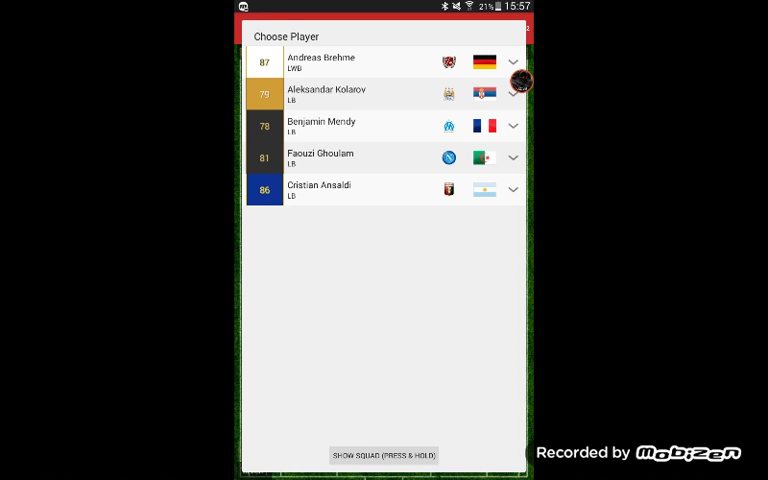 21% 15:57
Choose Player
87 Andreas Brehme
LWB
79 Aleksandar Kolarov
LB
78 Benjamin Mendy
LB
81 Faouzi Ghoulam
LB
86 Cristian Ansaldi
LB
SHOW SQUAD (PRESS & HOLD)
Recorded by Mobizen